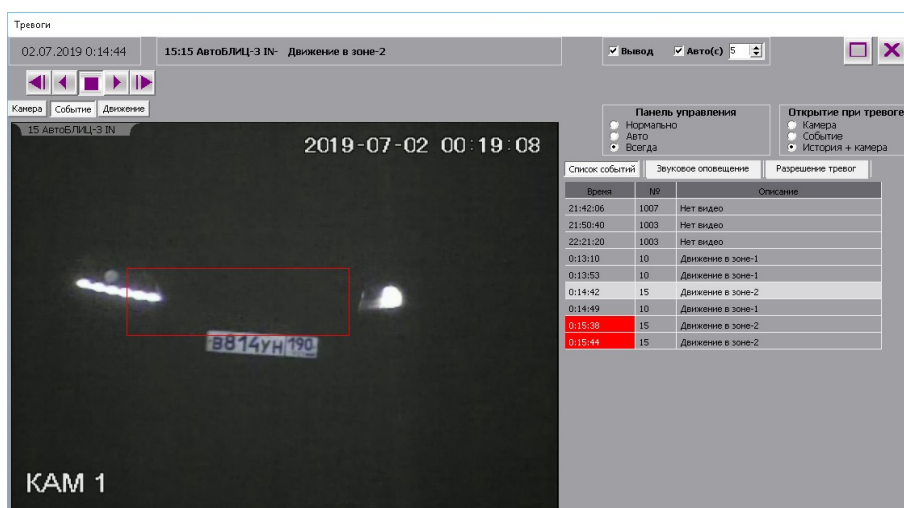 Тревоги
02.07.2019 0:14:44
15:15 АвтоБЛИЦ-3 IN- Движение в зоне-2
Вывод
Авто(с) 5
Камера
Событие
Движение
15 АвтоБЛИЦ-3 IN
2019-07-02 00:19:08
В814УН 190
КАМ 1
Панель управления
Нормально
Авто
Всегда
Открытие при тревоге
Камера
Событие
История + камера
Список событий
Звуковое оповещение
Разрешение тревог
Время № Описание
21:42:06 1007 Нет видео
21:50:40 1003 Нет видео
22:21:20 1003 Нет видео
0:13:10 10 Движение в зоне-1
0:13:53 10 Движение в зоне-1
0:14:42 15 Движение в зоне-2
0:14:49 10 Движение в зоне-1
0:15:38 15 Движение в зоне-2
0:15:44 15 Движение в зоне-2